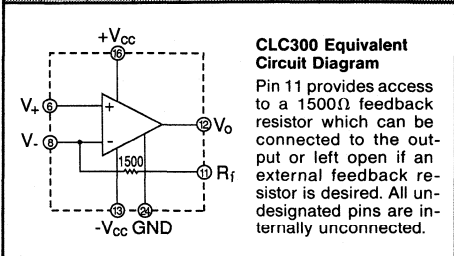 +Vcc
16
V+ 6
+
12 Vo
V- 8
-
1500
11 Rf
13 24
-Vcc GND
CLC300 Equivalent
Circuit Diagram
Pin 11 provides access
to a 1500Ω feedback
resistor which can be
connected to the out-
put or left open if an
external feedback re-
sistor is desired. All un-
designated pins are in-
ternally unconnected.